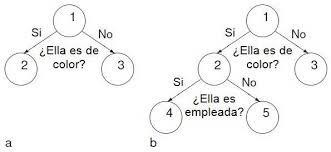 1
Si No
¿Ella es de
color?
2 3
a
1
Si No
¿Ella es de
color?
2 3
Si No
¿Ella es
empleada?
4 5
b